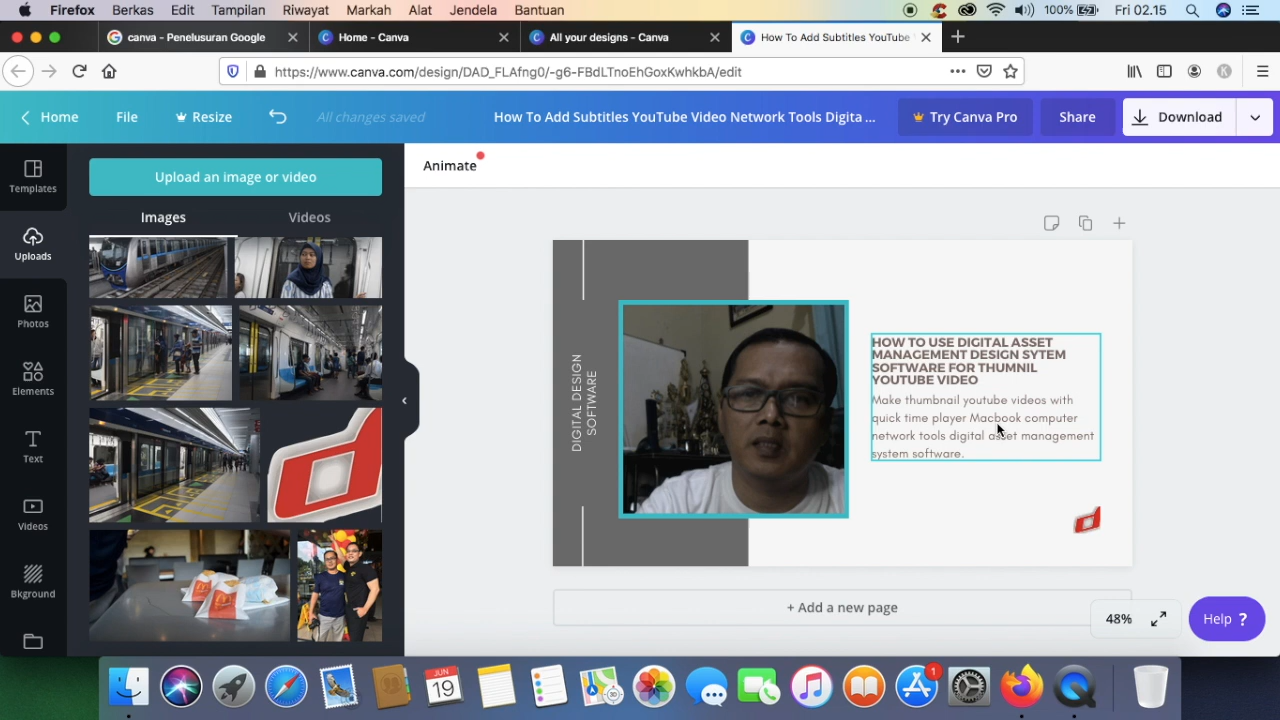 Firefox Berkas Edit Tampilan Riwayat Markah Alat Jendela Bantuan 100% Fri 02.15
canva - Penelusuran Google
Home - Canva
All your designs - Canva
How To Add Subtitles YouTube
https://www.canva.com/design/DAD_FLAfng0/-g6-FBdLTnoEhGoxKwhkbA/edit
K
Home File Resize All changes saved How To Add Subtitles YouTube Video Network Tools Digita ... Try Canva Pro Share Download
Templates
Uploads
Photos
Elements
Text
Videos
Bkground
Upload an image or video
Images Videos
Animate
DIGITAL DESIGN
SOFTWARE
HOW TO USE DIGITAL ASSET
MANAGEMENT DESIGN SYTEM
SOFTWARE FOR THUMNIL
YOUTUBE VIDEO
Make thumbnail youtube videos with
quick time player Macbook computer
network tools digital asset management
system software.
+ Add a new page
48%
Help ?
JUN
19
1